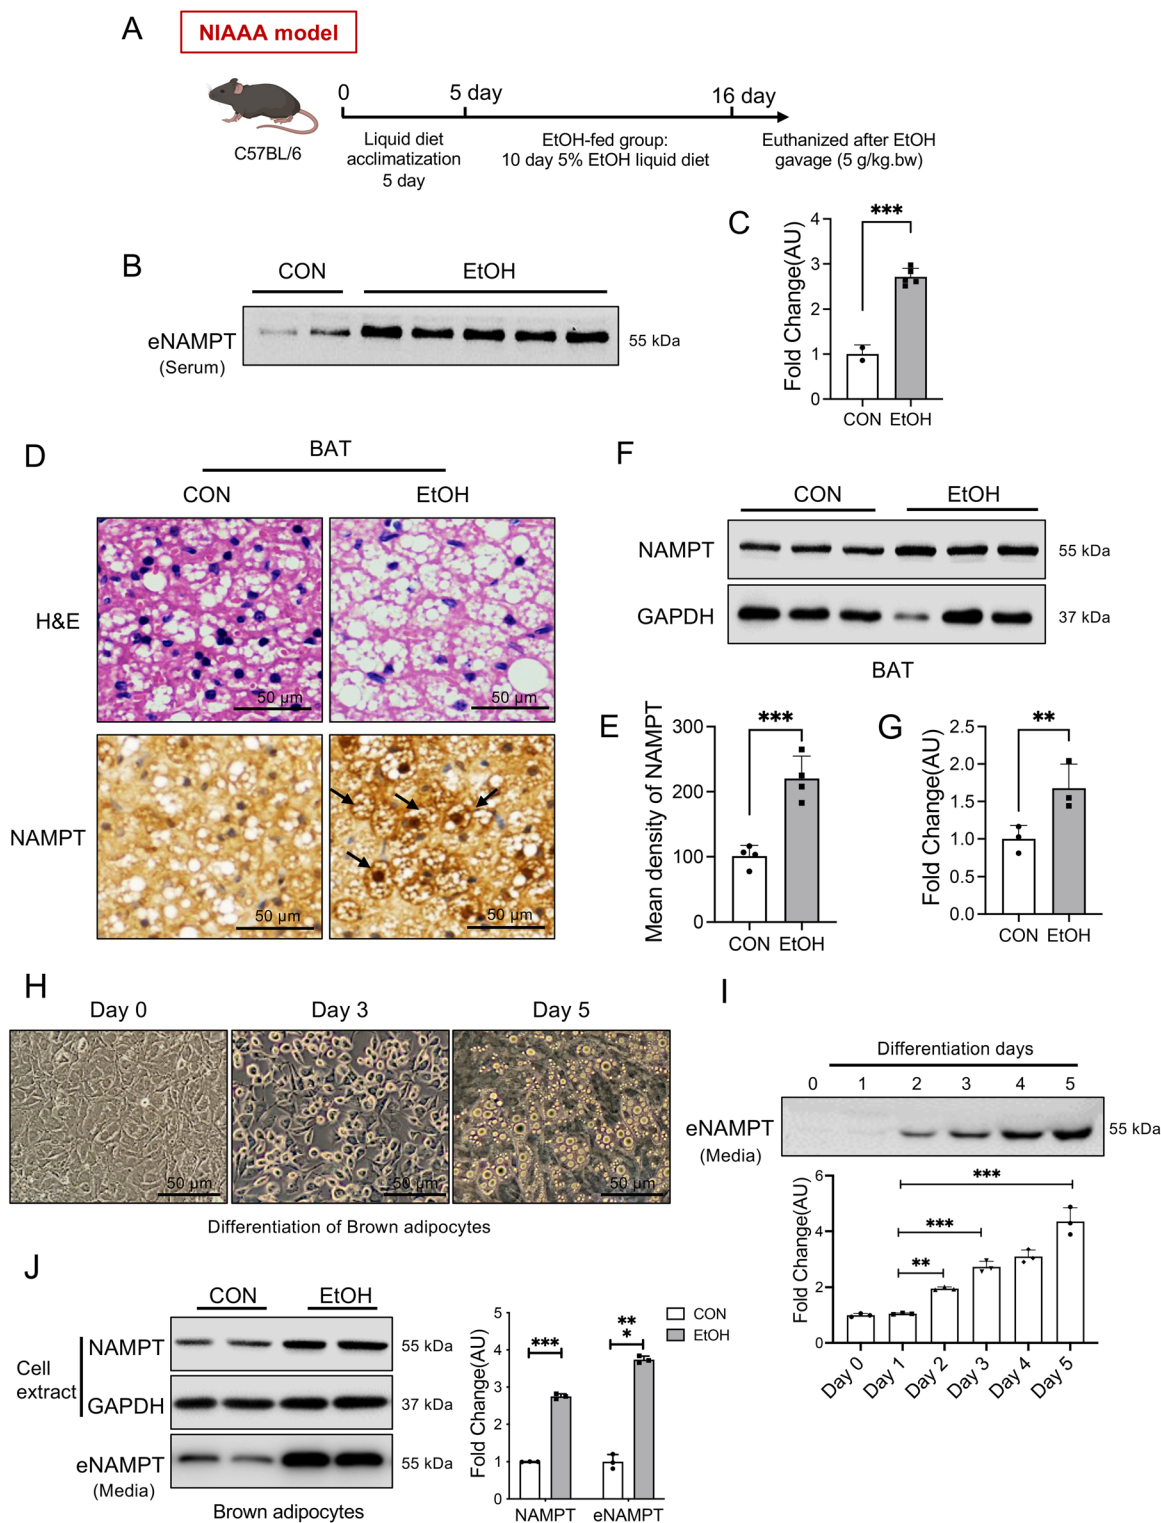 A
NIAAA model
0
5 day
16 day
C57BL/6
Liquid diet
acclimatization
5 day
EtOH-fed group:
10 day 5% EtOH liquid diet
Euthanized after EtOH
gavage (5 g/kg.bw)
B
CON
EtOH
eNAMPT
(Serum)
55 kDa
C
Fold Change(AU)
4
3
2
1
0
***
CON
EtOH
D
BAT
CON
EtOH
H&E
50 μm
50 μm
NAMPT
50 μm
50 μm
F
CON
EtOH
NAMPT
55 kDa
GAPDH
37 kDa
BAT
E
Mean density of NAMPT
300
200
100
0
***
CON
EtOH
G
Fold Change(AU)
2.5
2.0
1.5
1.0
0.5
0.0
**
CON
EtOH
H
Day 0
Day 3
Day 5
50 μm
50 μm
50 μm
Differentiation of Brown adipocytes
I
Differentiation days
0 1 2 3 4 5
eNAMPT
(Media)
55 kDa
Fold Change(AU)
6
4
2
0
***
***
**
Day 0
Day 1
Day 2
Day 3
Day 4
Day 5
J
CON
EtOH
Cell
extract
NAMPT
55 kDa
GAPDH
37 kDa
eNAMPT
(Media)
55 kDa
Brown adipocytes
Fold Change(AU)
5
4
3
2
1
0
***
**
*
CON
EtOH
NAMPT
eNAMPT